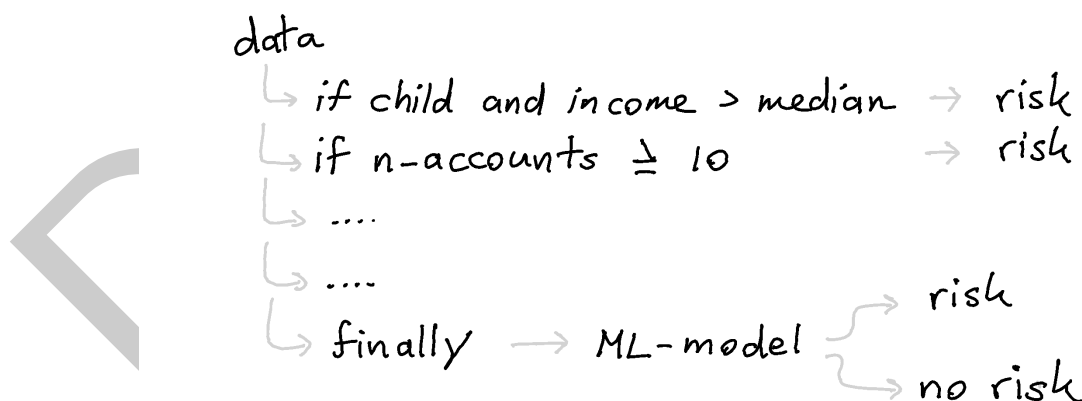 data
if child and income > median → risk
if n-accounts ≥ 10 → risk
....
....
finally → ML-model
risk
no risk